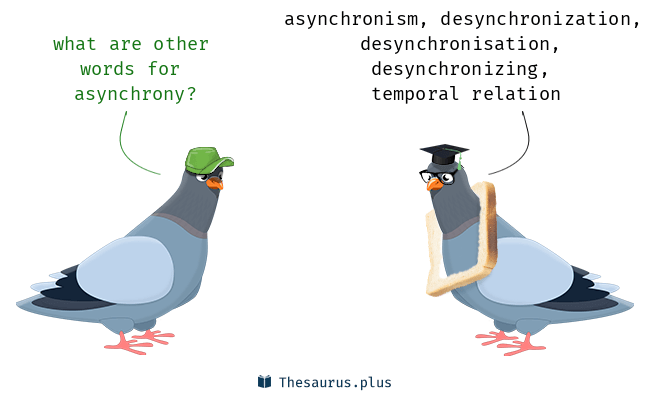 what are other
words for
asynchrony?
asynchronism, desynchronization,
desynchronisation,
desynchronizing,
temporal relation
Thesaurus.plus